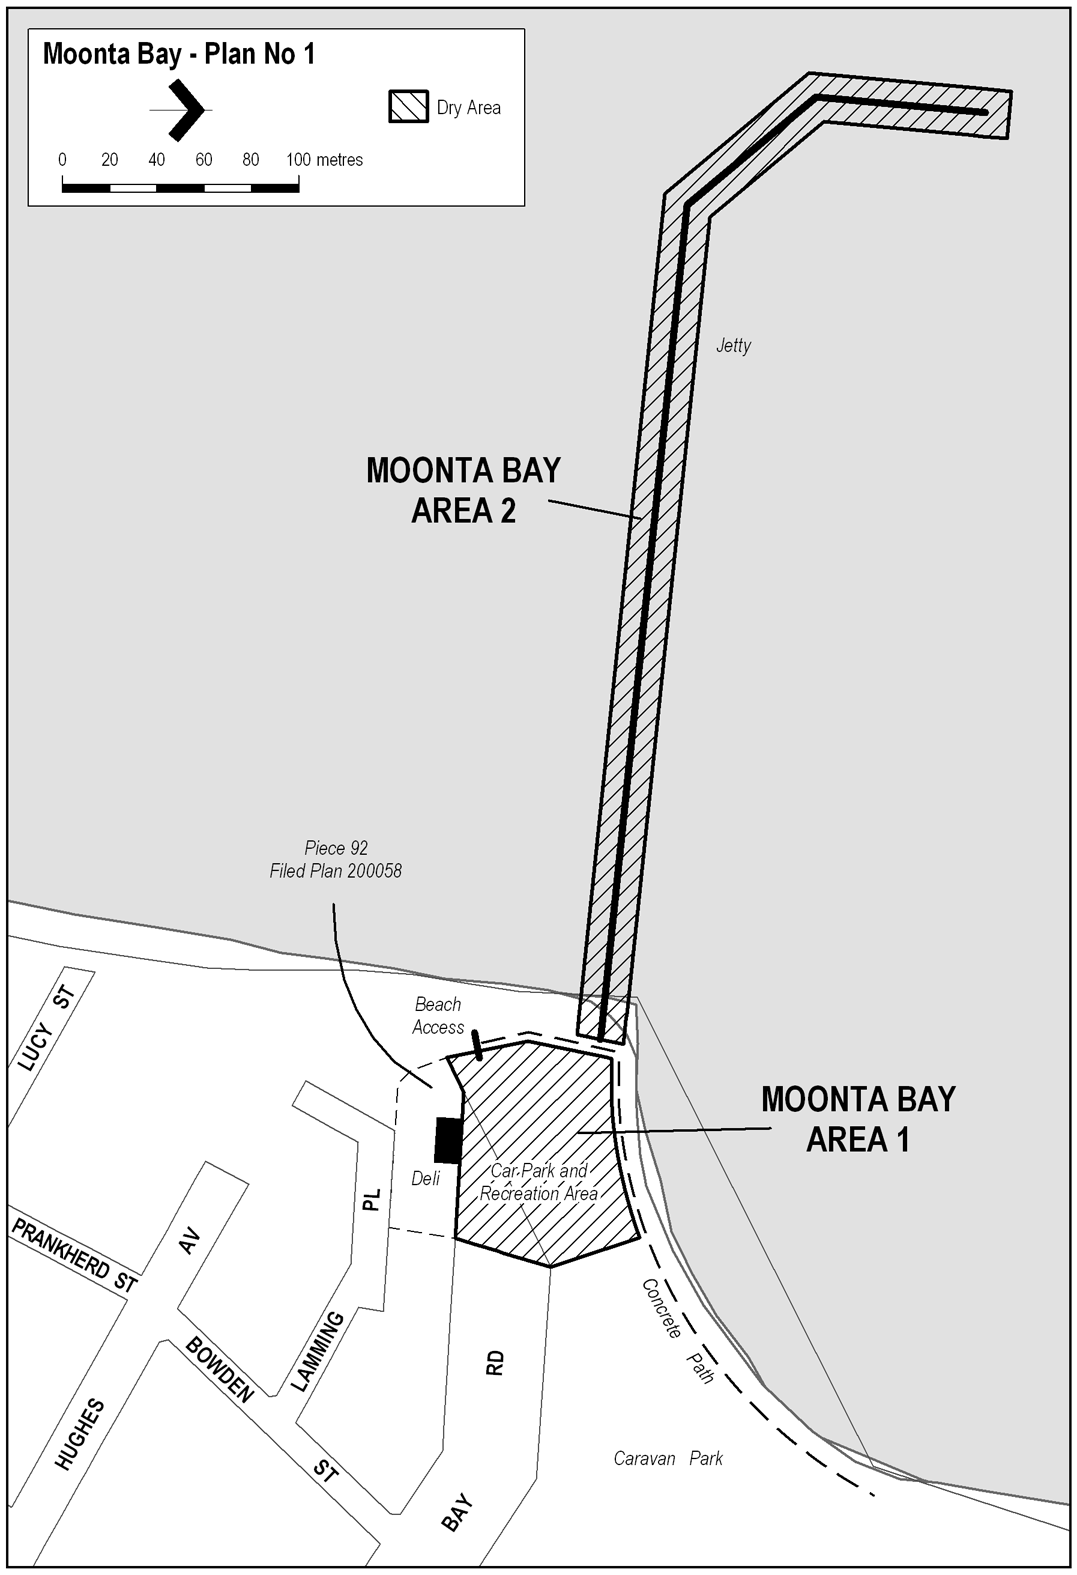 Moonta Bay - Plan No 1
Dry Area
0 20 40 60 80 100 metres
Jetty
MOONTA BAY
AREA 2
Piece 92
Filed Plan 200058
Beach
Access
LUCY ST
MOONTA BAY
AREA 1
Deli
Car Park and
Recreation Area
PL
AV
PRANKHERD ST
Concrete Path
LAMMING
BOWDEN
ST
RD
HUGHES
Caravan Park
BAY